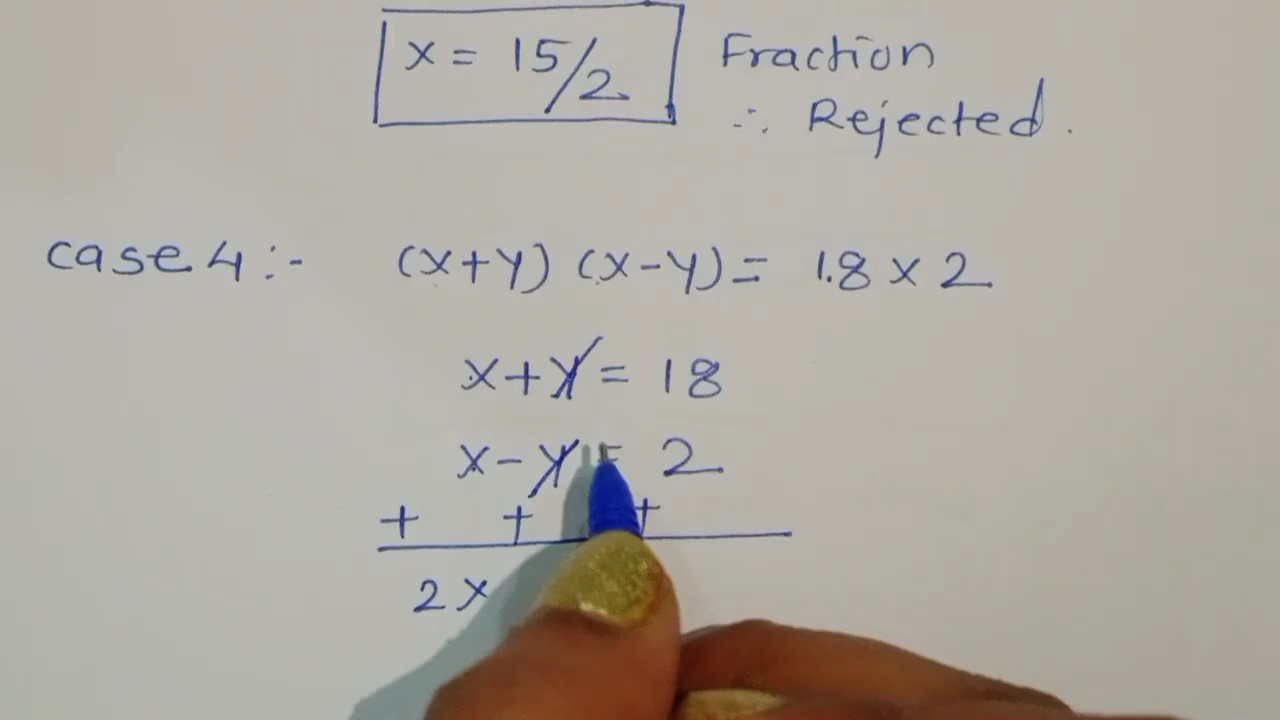 x = 15/2 Fraction
∴ Rejected.
case 4 :- (x+y) (x-y) = 18 x 2
x + y = 18
x - y = 2
+ + +
2x